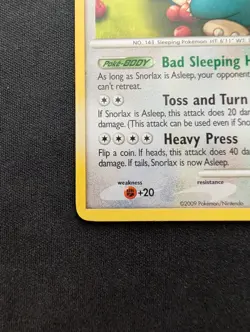 NO. 143 Sleeping Pokémon HT: 6'11" WT:
Poké-BODY Bad Sleeping H
As long as Snorlax is Asleep, your opponent
can't retreat.
Toss and Turn
If Snorlax is Asleep, this attack does 20 dam
damage. (This attack can be used even if Snor
Heavy Press
Flip a coin. If heads, this attack does 40 da
damage. If tails, Snorlax is now Asleep.
weakness resistance
+20
©2009 Pokémon/Nintendo